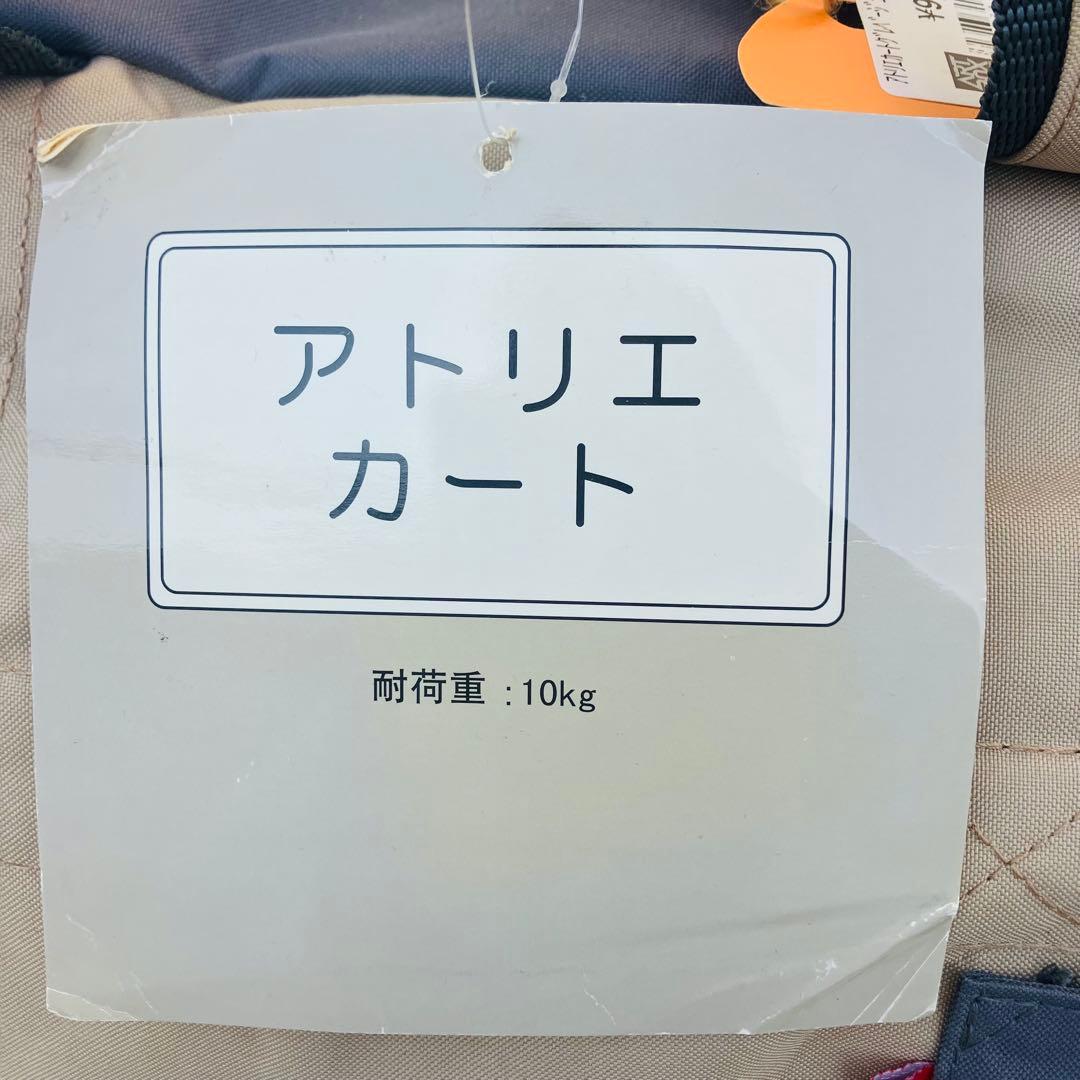 アトリエ
カート
耐荷重 :10kg